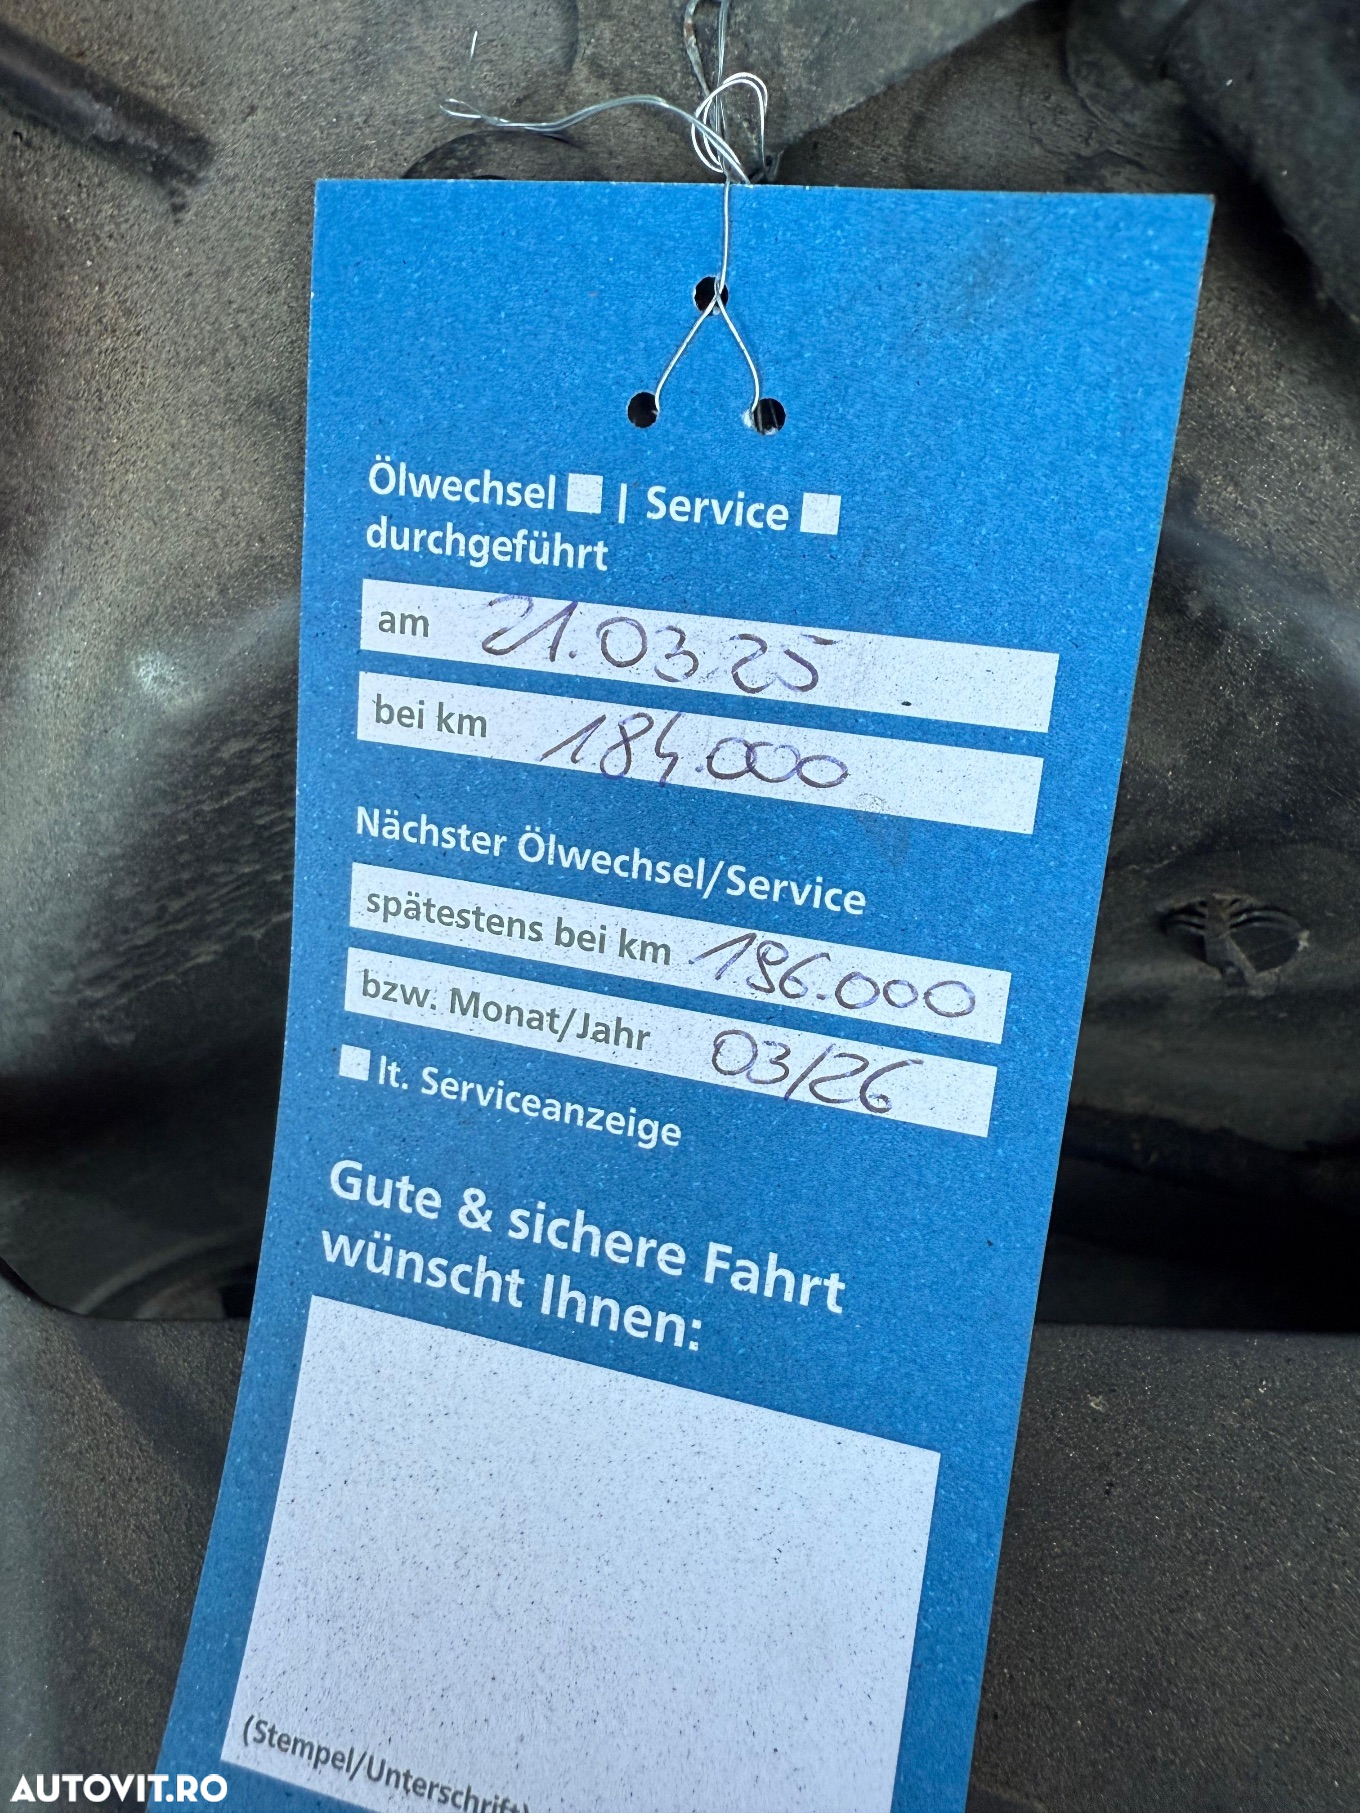 Ölwechsel | Service
durchgeführt
am 21.03.25
bei km 184.000
Nächster Ölwechsel/Service
spätestens bei km 196.000
bzw. Monat/Jahr 03/26
lt. Serviceanzeige
Gute & sichere Fahrt
wünscht Ihnen:
(Stempel/Unterschrift)
AUTOVIT.RO